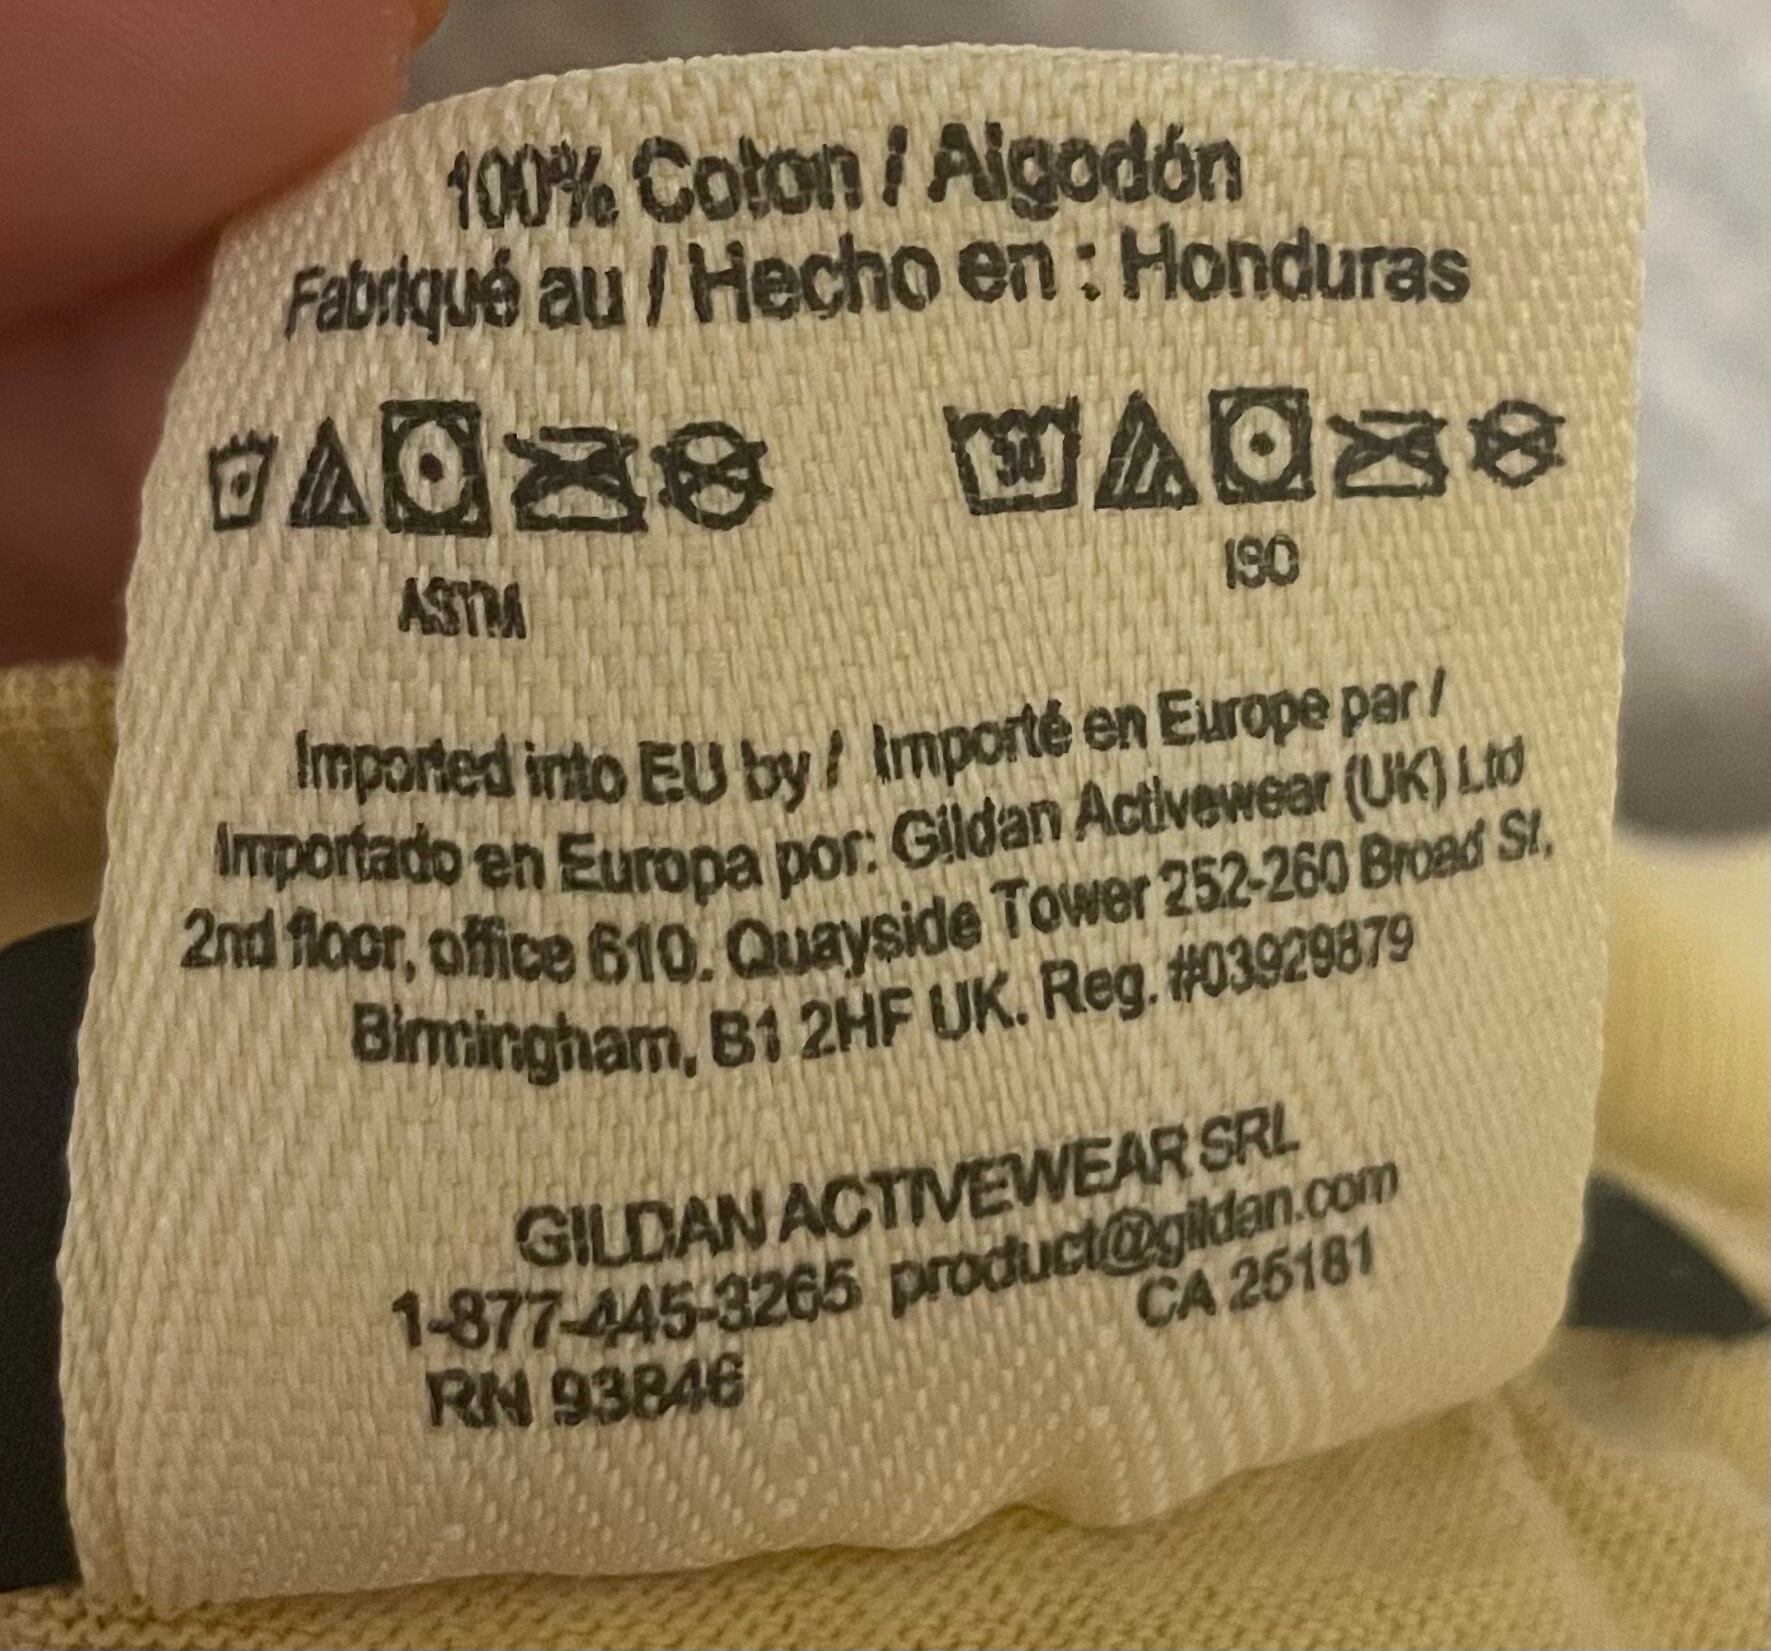 100% Coton / Algodón
Fabriqué au / Hecho en : Honduras
30
ASTM
ISO
Imported into EU by / Importé en Europe par /
Importado en Europa por: Gildan Activewear (UK) Ltd
2nd floor, office 610. Quayside Tower 252-260 Broad St,
Birmingham, B1 2HF UK. Reg. #03929879
GILDAN ACTIVEWEAR SRL
1-877-445-3265 product@gildan.com
RN 93846 CA 25181